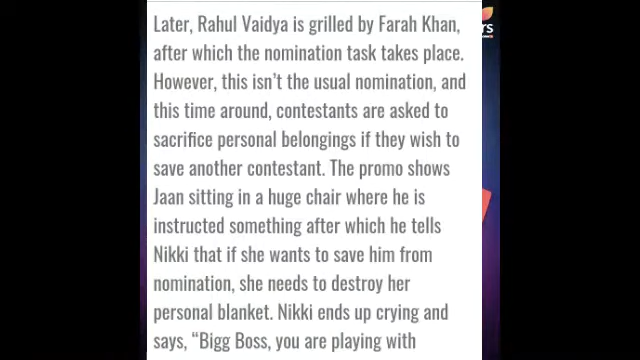 Later, Rahul Vaidya is grilled by Farah Khan,
after which the nomination task takes place.
However, this isn't the usual nomination, and
this time around, contestants are asked to
sacrifice personal belongings if they wish to
save another contestant. The promo shows
Jaan sitting in a huge chair where he is
instructed something after which he tells
Nikki that if she wants to save him from
nomination, she needs to destroy her
personal blanket. Nikki ends up crying and
says, “Bigg Boss, you are playing with